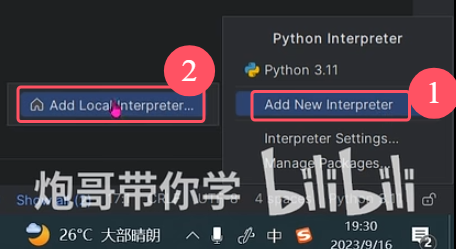 Python Interpreter
Python 3.11
1
Add New Interpreter
2
Add Local Interpreter...
Interpreter Settings...
Manage Packages...
炮哥带你学 bilibili
4 spaces
26°C 大部晴朗
中
19:30
2023/9/16
2